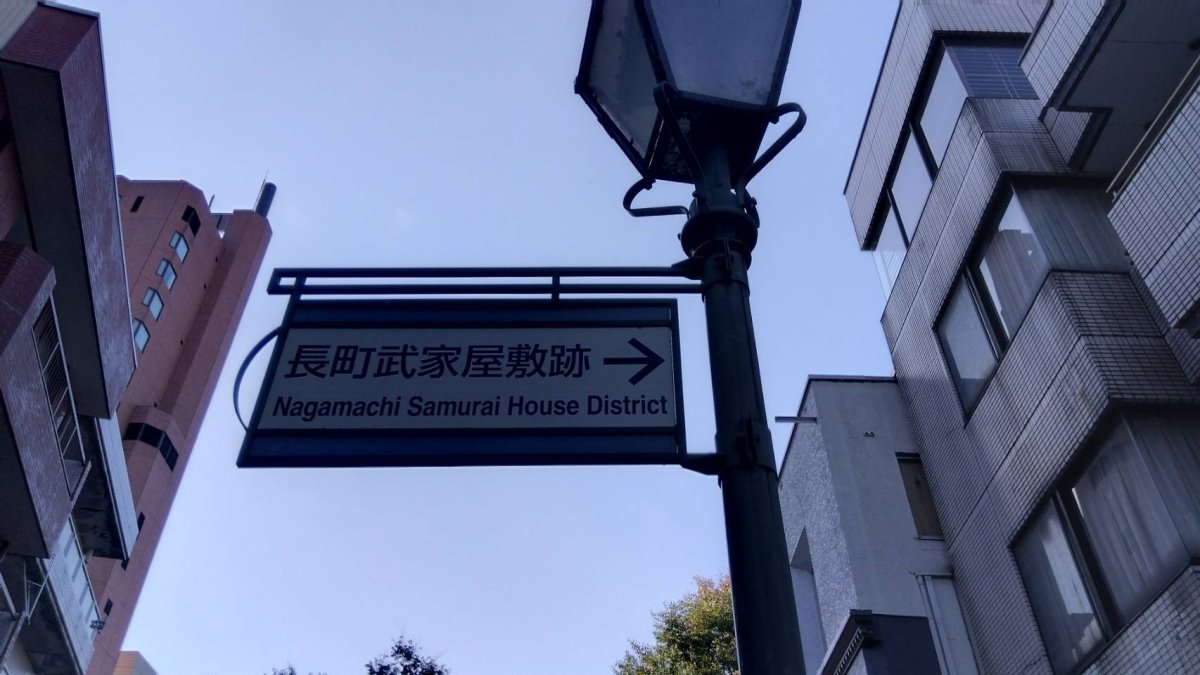 長町武家屋敷跡 →
Nagamachi Samurai House District